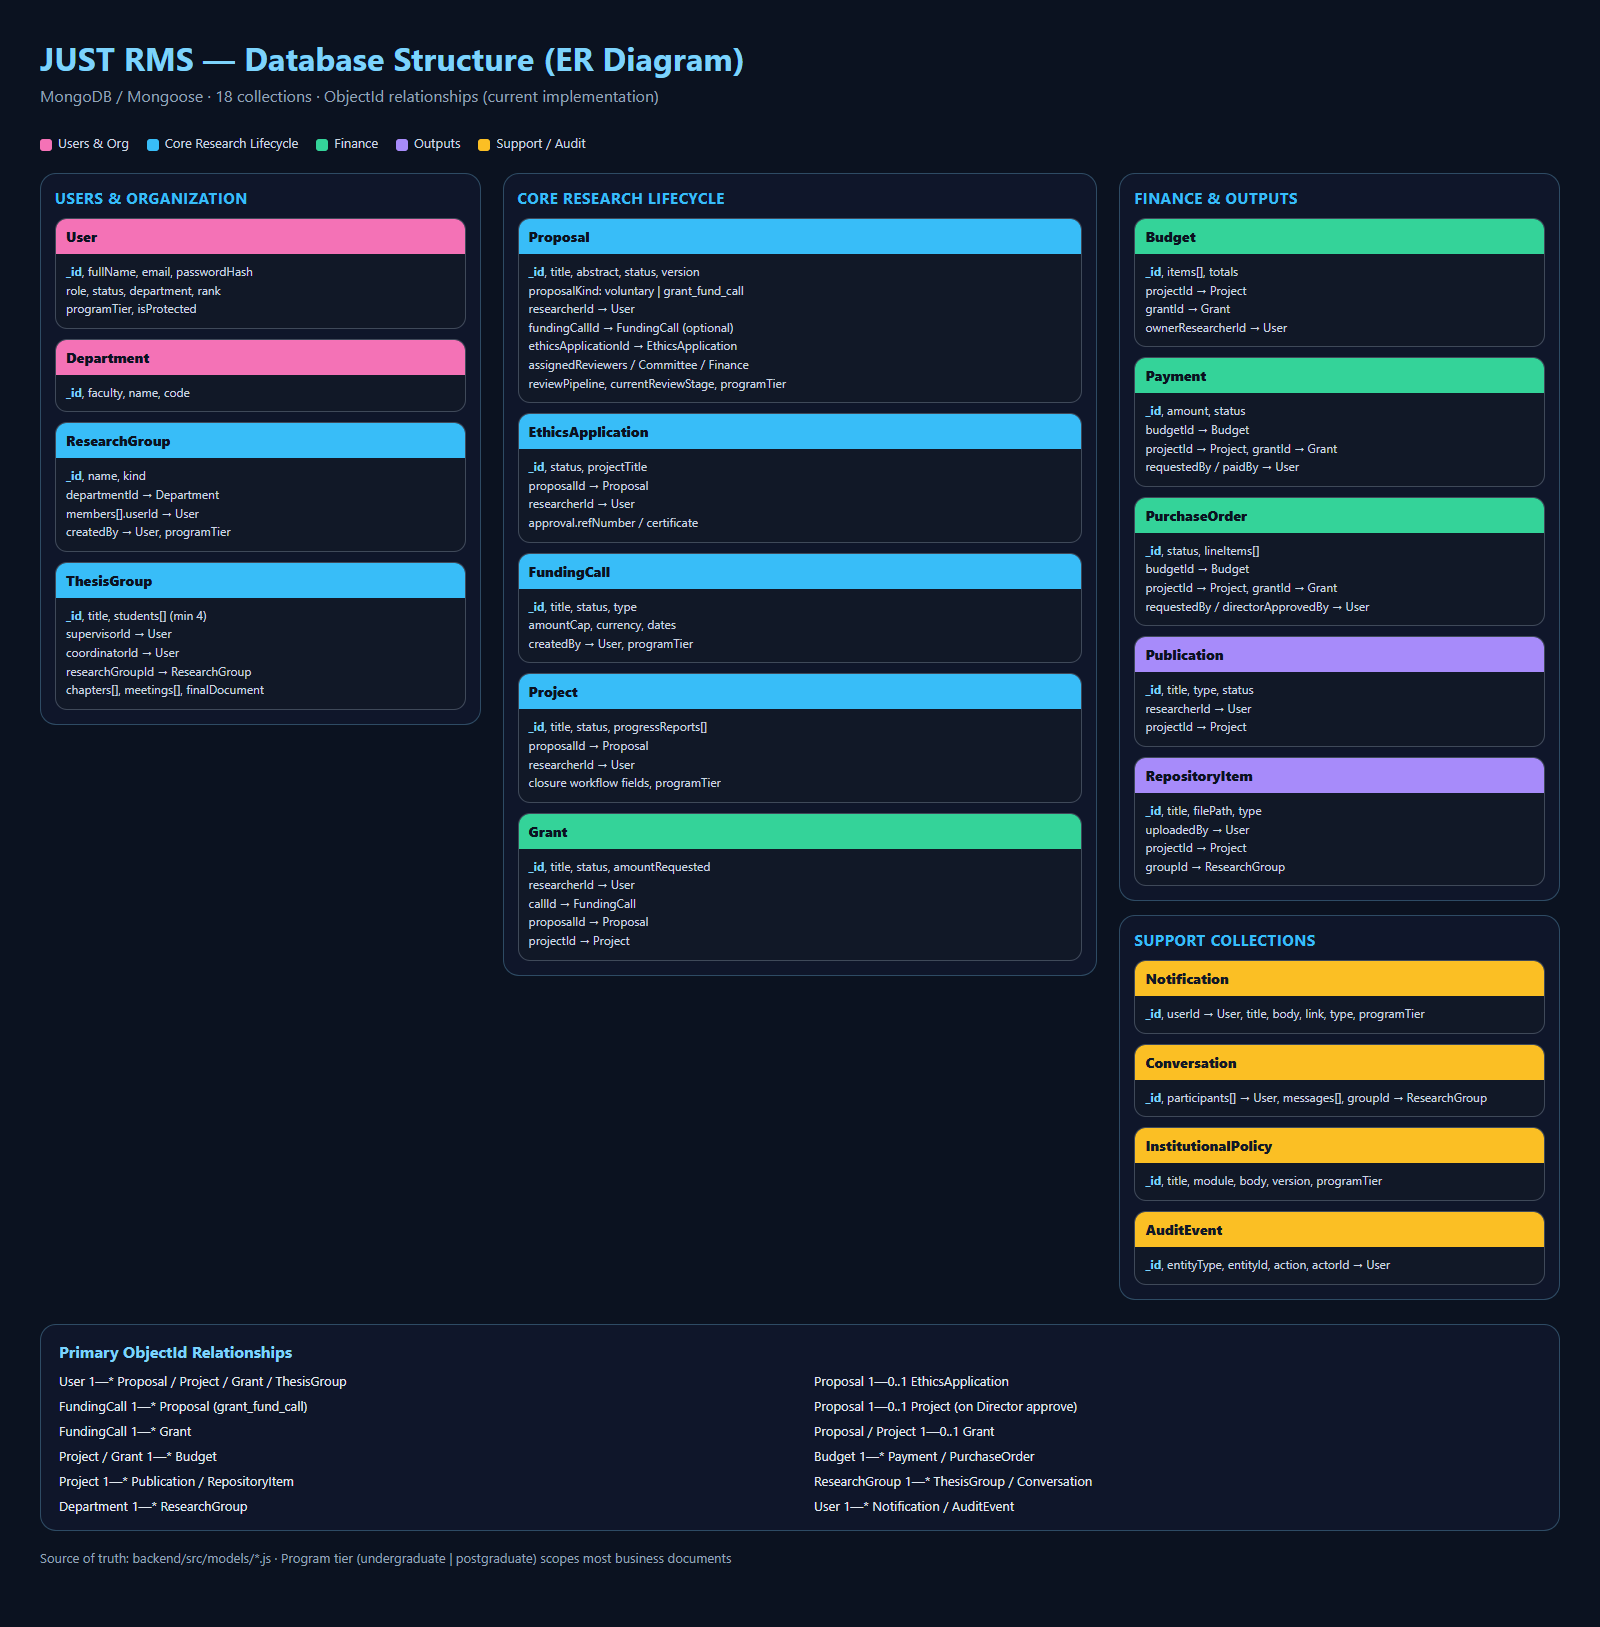 JUST RMS — Database Structure (ER Diagram)
MongoDB / Mongoose · 18 collections · ObjectId relationships (current implementation)
Users & Org
Core Research Lifecycle
Finance
Outputs
Support / Audit
USERS & ORGANIZATION
User
_id, fullName, email, passwordHash
role, status, department, rank
programTier, isProtected
Department
_id, faculty, name, code
ResearchGroup
_id, name, kind
departmentId → Department
members[].userId → User
createdBy → User, programTier
ThesisGroup
_id, title, students[] (min 4)
supervisorId → User
coordinatorId → User
researchGroupId → ResearchGroup
chapters[], meetings[], finalDocument
CORE RESEARCH LIFECYCLE
Proposal
_id, title, abstract, status, version
proposalKind: voluntary | grant_fund_call
researcherId → User
fundingCallId → FundingCall (optional)
ethicsApplicationId → EthicsApplication
assignedReviewers / Committee / Finance
reviewPipeline, currentReviewStage, programTier
EthicsApplication
_id, status, projectTitle
proposalId → Proposal
researcherId → User
approval.refNumber / certificate
FundingCall
_id, title, status, type
amountCap, currency, dates
createdBy → User, programTier
Project
_id, title, status, progressReports[]
proposalId → Proposal
researcherId → User
closure workflow fields, programTier
Grant
_id, title, status, amountRequested
researcherId → User
callId → FundingCall
proposalId → Proposal
projectId → Project
FINANCE & OUTPUTS
Budget
_id, items[], totals
projectId → Project
grantId → Grant
ownerResearcherId → User
Payment
_id, amount, status
budgetId → Budget
projectId → Project, grantId → Grant
requestedBy / paidBy → User
PurchaseOrder
_id, status, lineItems[]
budgetId → Budget
projectId → Project, grantId → Grant
requestedBy / directorApprovedBy → User
Publication
_id, title, type, status
researcherId → User
projectId → Project
RepositoryItem
_id, title, filePath, type
uploadedBy → User
projectId → Project
groupId → ResearchGroup
SUPPORT COLLECTIONS
Notification
_id, userId → User, title, body, link, type, programTier
Conversation
_id, participants[] → User, messages[], groupId → ResearchGroup
InstitutionalPolicy
_id, title, module, body, version, programTier
AuditEvent
_id, entityType, entityId, action, actorId → User
Primary ObjectId Relationships
User 1—* Proposal / Project / Grant / ThesisGroup
Proposal 1—0..1 EthicsApplication
FundingCall 1—* Proposal (grant_fund_call)
Proposal 1—0..1 Project (on Director approve)
FundingCall 1—* Grant
Proposal / Project 1—0..1 Grant
Project / Grant 1—* Budget
Budget 1—* Payment / PurchaseOrder
Project 1—* Publication / RepositoryItem
ResearchGroup 1—* ThesisGroup / Conversation
Department 1—* ResearchGroup
User 1—* Notification / AuditEvent
Source of truth: backend/src/models/*.js · Program tier (undergraduate | postgraduate) scopes most business documents